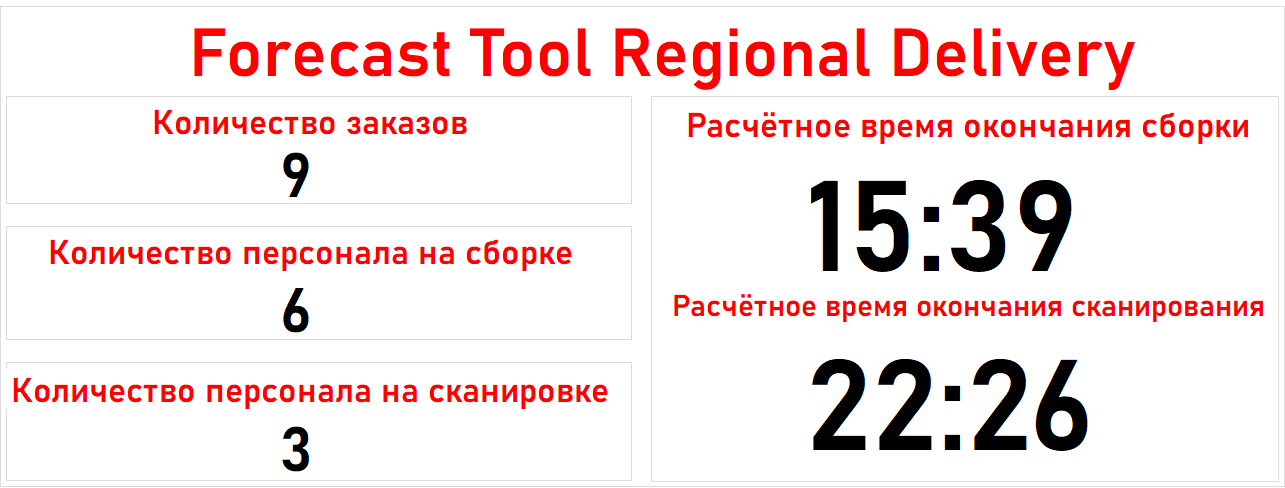 Forecast Tool Regional Delivery
Количество заказов
9
Количество персонала на сборке
6
Количество персонала на сканировке
3
Расчётное время окончания сборки
15:39
Расчётное время окончания сканирования
22:26